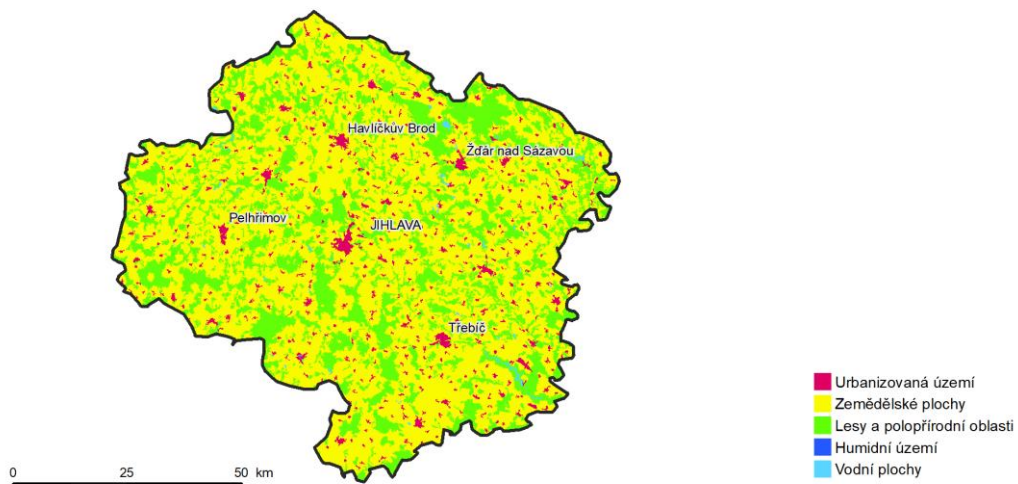 Havlíčkův Brod
Žďár nad Sázavou
Pelhřimov
JIHLAVA
Třebíč
Urbanizovaná území
Zemědělské plochy
Lesy a polopřírodní oblasti
Humidní území
Vodní plochy
0 25 50 km